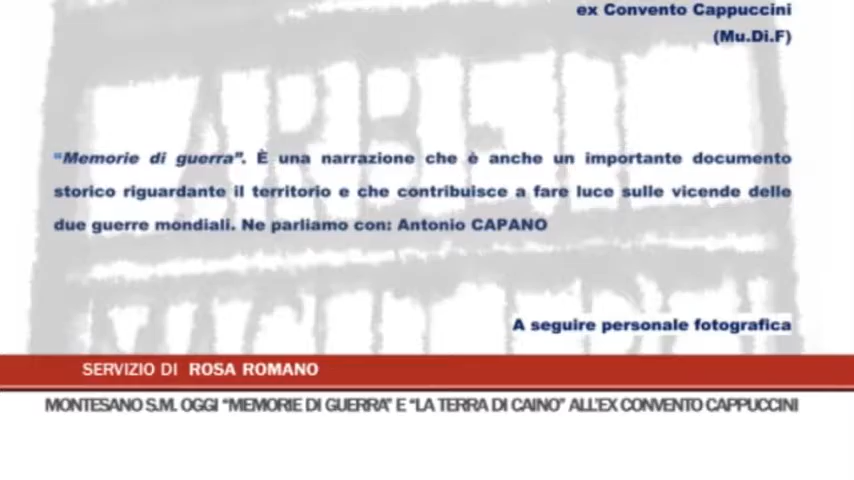 ex Convento Cappuccini
(Mu.Di.F)
"Memorie di guerra". È una narrazione che è anche un importante documento
storico riguardante il territorio e che contribuisce a fare luce sulle vicende delle
due guerre mondiali. Ne parliamo con: Antonio CAPANO
A seguire personale fotografica
SERVIZIO DI ROSA ROMANO
MONTESANO S.M. OGGI "MEMORIE DI GUERRA" E "LA TERRA DI CAINO" ALL'EX CONVENTO CAPPUCCINI